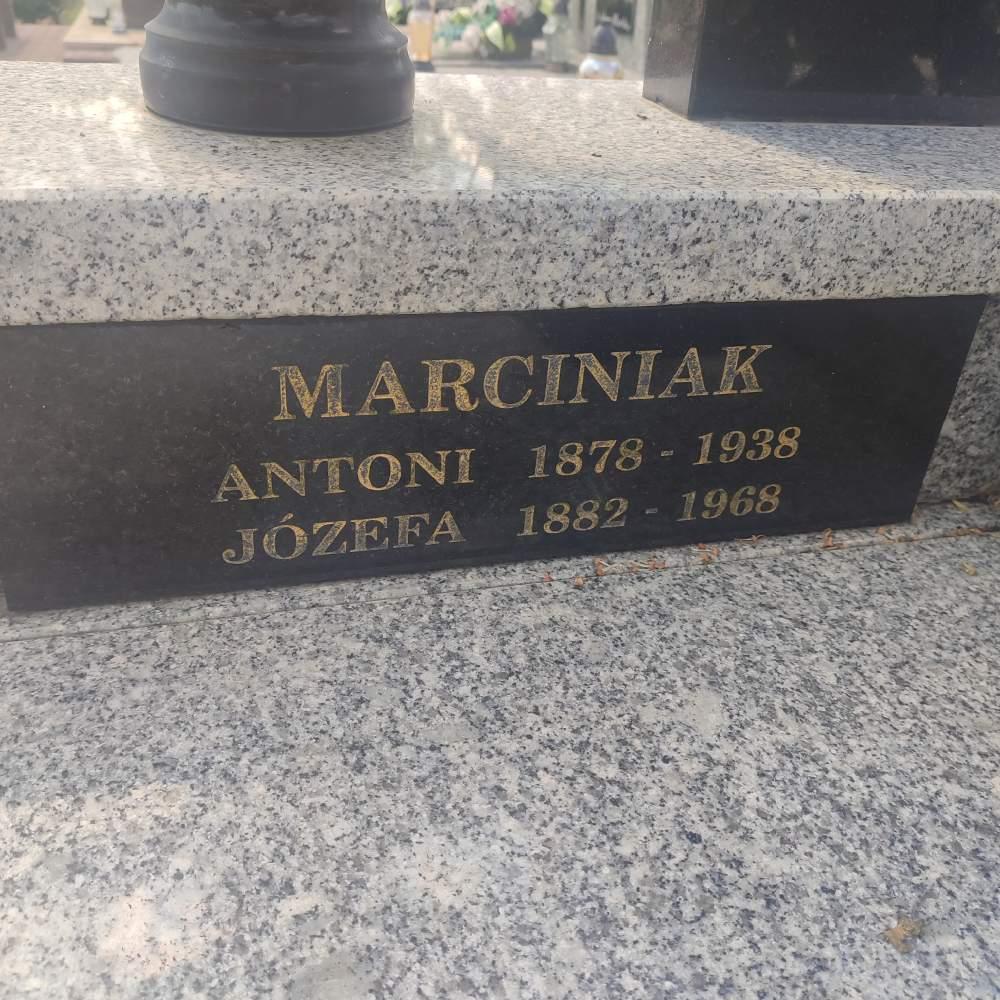 MARCINIAK
ANTONI 1878 - 1938
JÓZEFA 1882 - 1968